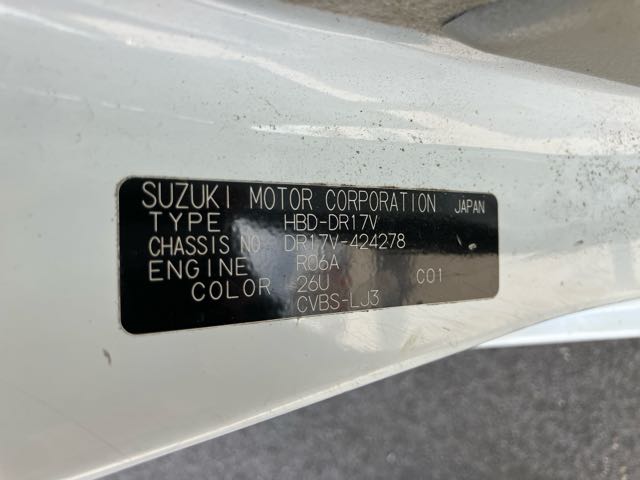 SUZUKI MOTOR CORPORATION JAPAN
TYPE HBD-DR17V
CHASSIS NO. DR17V-424278
ENGINE R06A
COLOR 26U C01
CVBS-LJ3